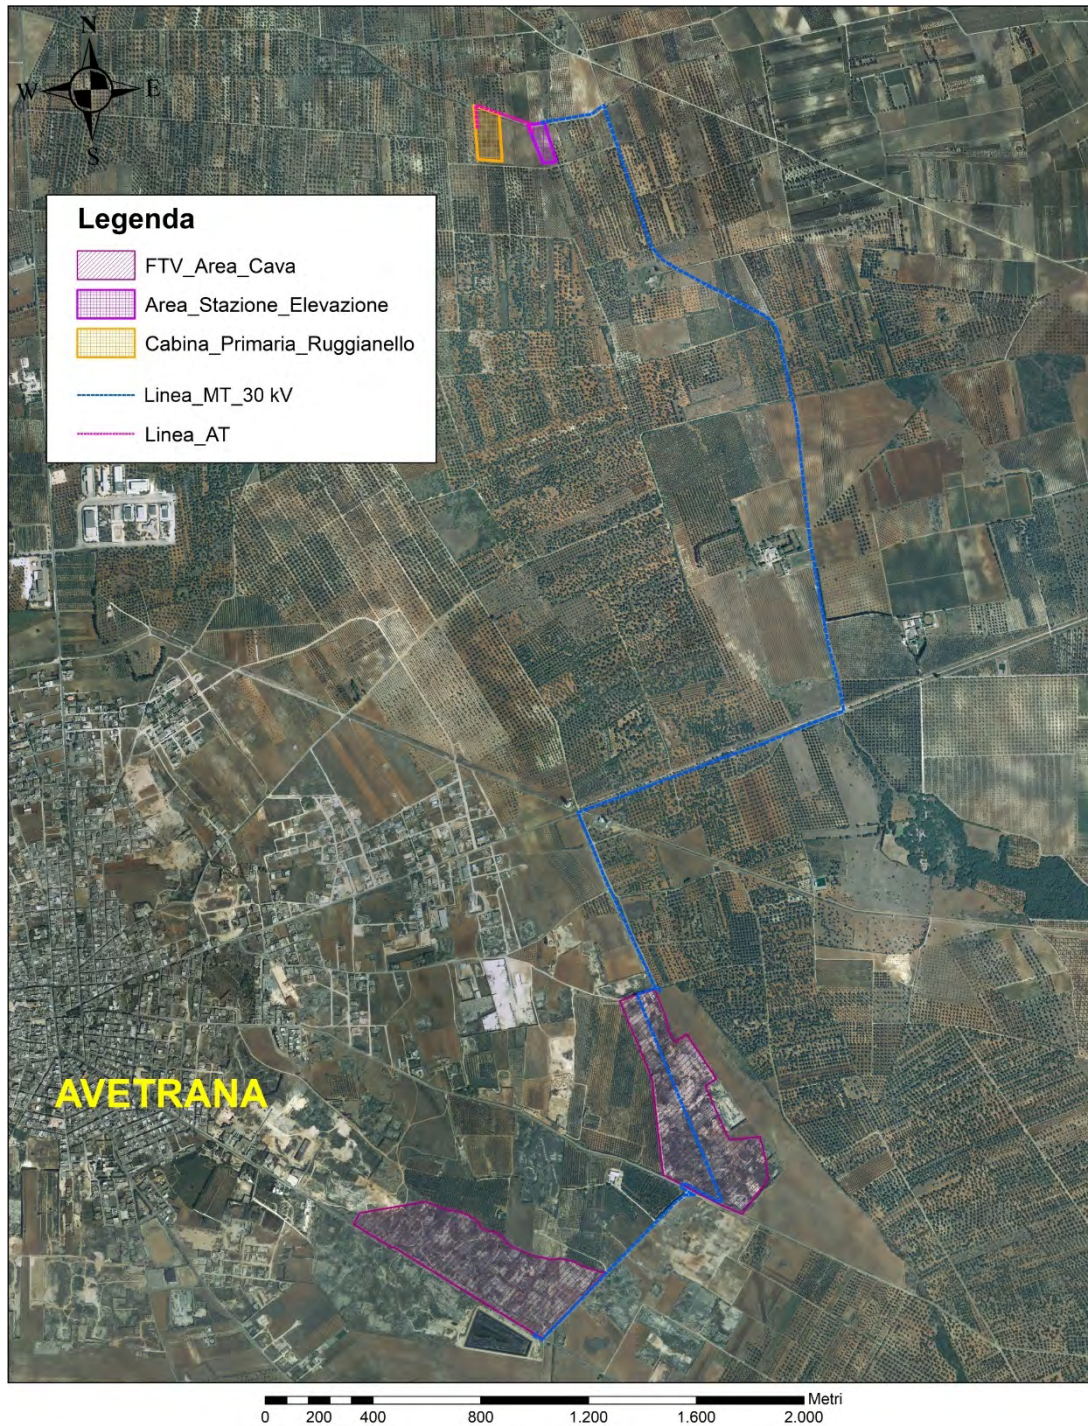 N
W E
S
Legenda
FTV_Area_Cava
Area_Stazione_Elevazione
Cabina_Primaria_Ruggianello
Linea_MT_30 kV
Linea_AT
AVETRANA
Metri
0 200 400 800 1.200 1.600 2.000